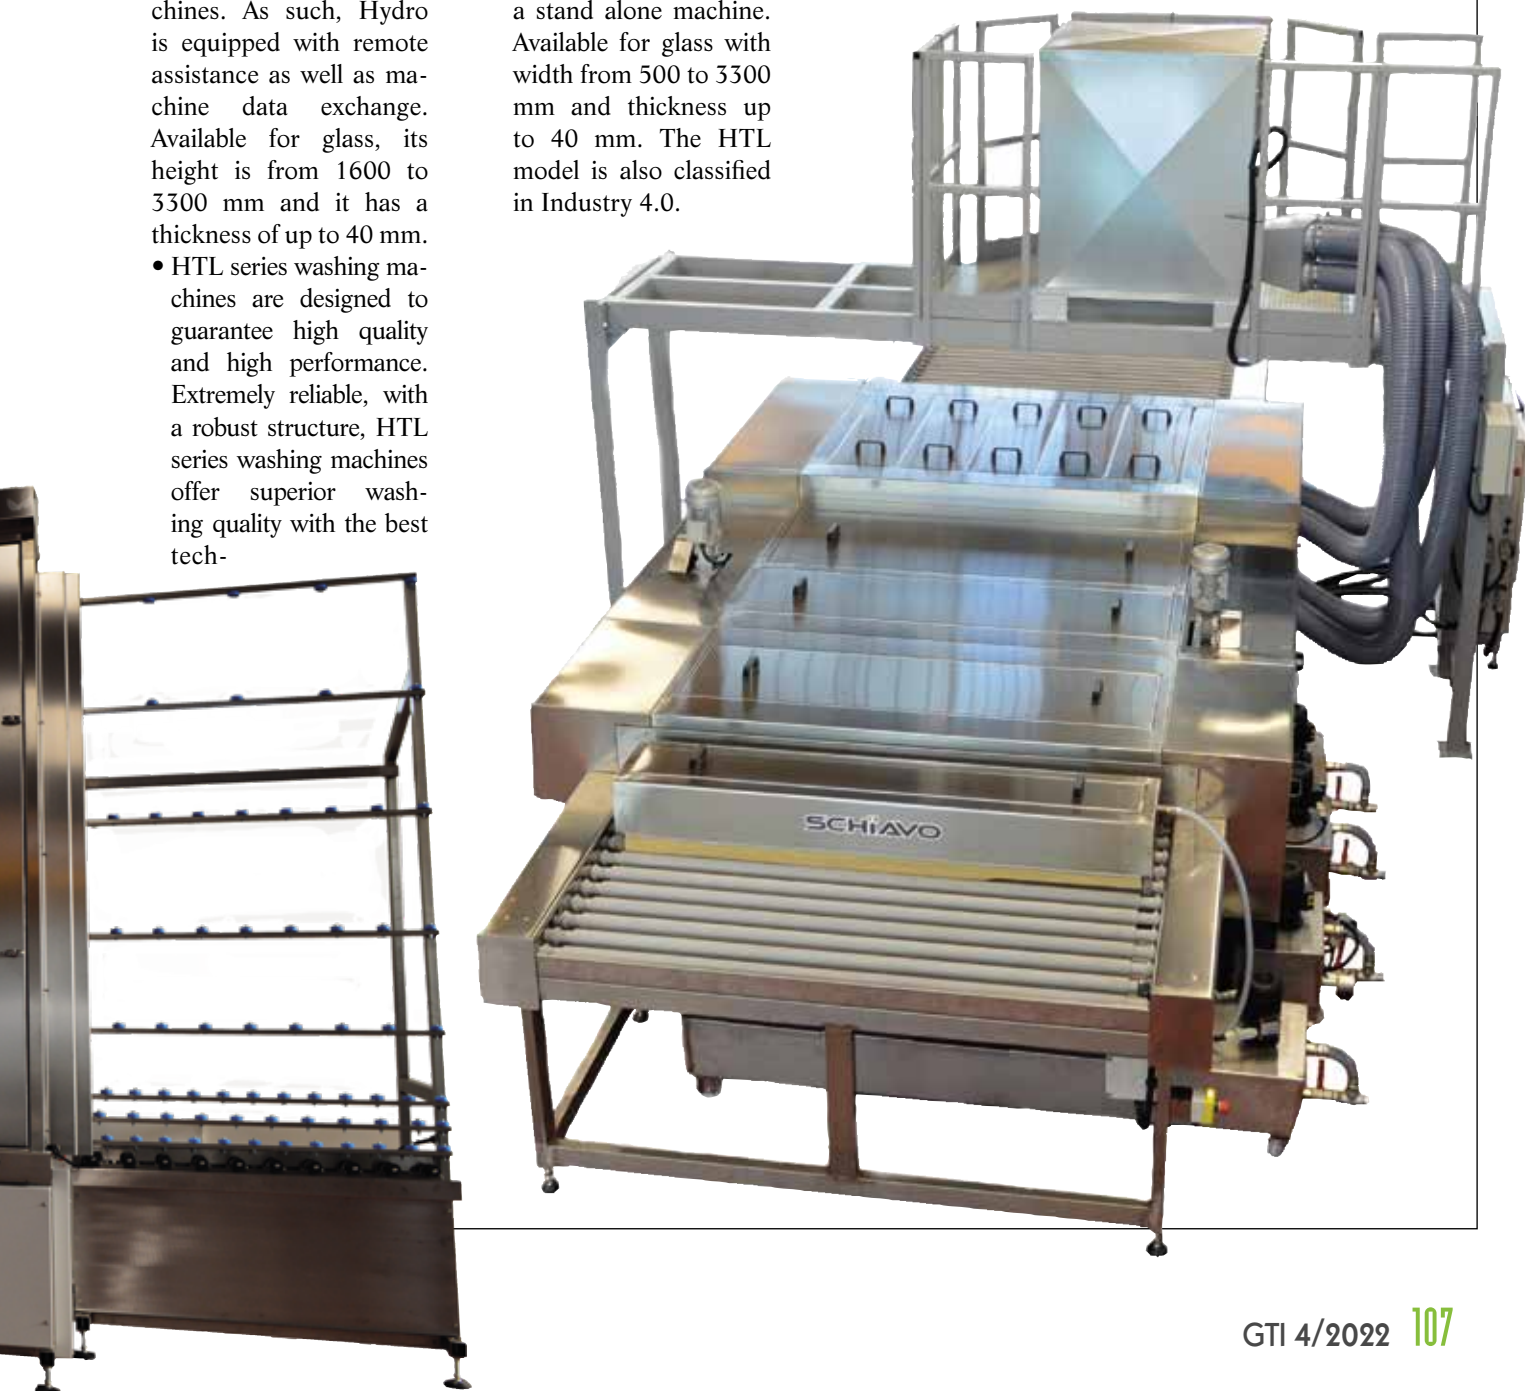 chines. As such, Hydro
is equipped with remote
assistance as well as ma-
chine data exchange.
Available for glass, its
height is from 1600 to
3300 mm and it has a
thickness of up to 40 mm.
• HTL series washing ma-
chines are designed to
guarantee high quality
and high performance.
Extremely reliable, with
a robust structure, HTL
series washing machines
offer superior wash-
ing quality with the best
tech-
a stand alone machine.
Available for glass with
width from 500 to 3300
mm and thickness up
to 40 mm. The HTL
model is also classified
in Industry 4.0.
SCHiAVO
GTI 4/2022 107